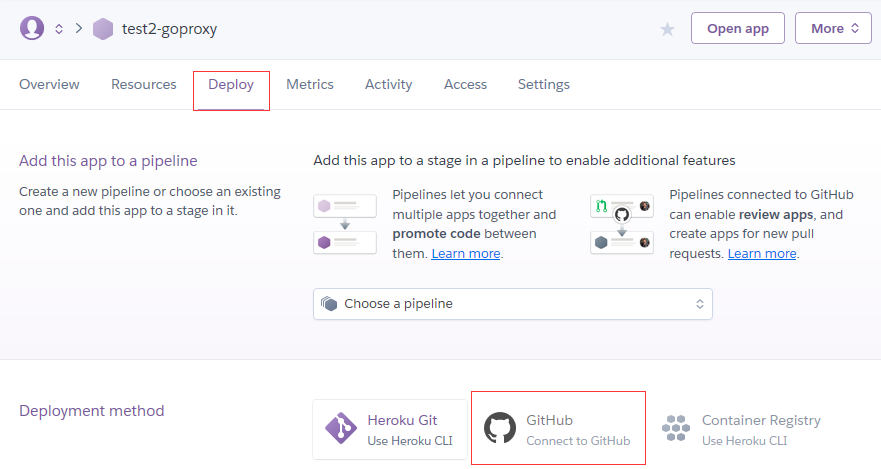 test2-goproxy
Open app
More
Overview
Resources
Deploy
Metrics
Activity
Access
Settings
Add this app to a pipeline
Create a new pipeline or choose an existing
one and add this app to a stage in it.
Add this app to a stage in a pipeline to enable additional features
Pipelines let you connect
multiple apps together and
promote code between
them. Learn more.
Pipelines connected to GitHub
can enable review apps, and
create apps for new pull
requests. Learn more.
Choose a pipeline
Deployment method
Heroku Git
Use Heroku CLI
GitHub
Connect to GitHub
Container Registry
Use Heroku CLI